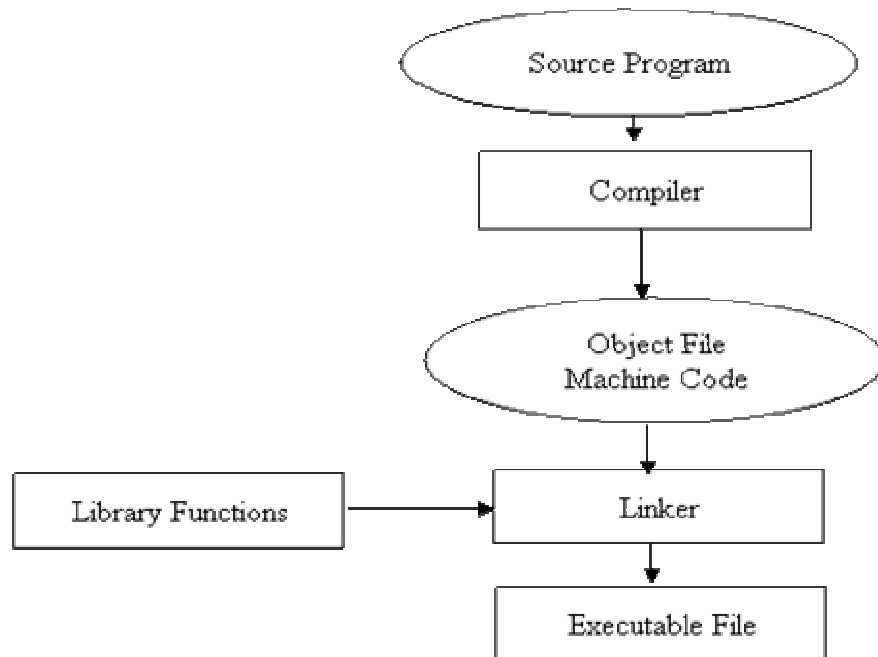 Source Program
Compiler
Object File
Machine Code
Library Functions
Linker
Executable File